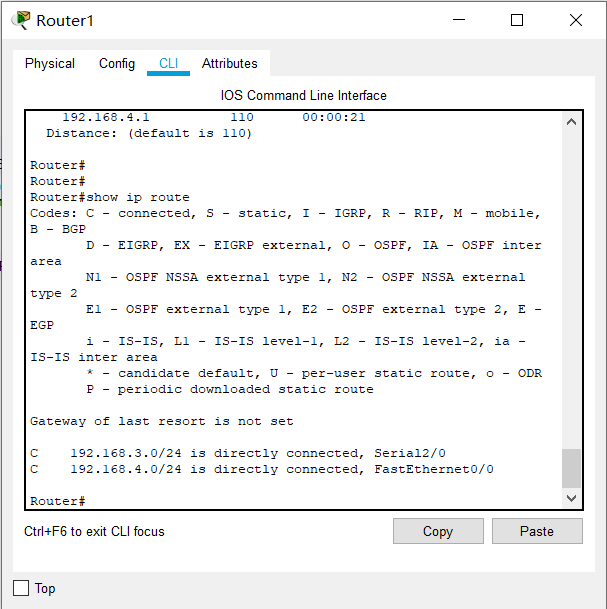 Router1
Physical Config CLI Attributes
IOS Command Line Interface
192.168.4.1 110 00:00:21
Distance: (default is 110)
Router#
Router#
Router#show ip route
Codes: C - connected, S - static, I - IGRP, R - RIP, M - mobile,
B - BGP
D - EIGRP, EX - EIGRP external, O - OSPF, IA - OSPF inter
area
N1 - OSPF NSSA external type 1, N2 - OSPF NSSA external
type 2
E1 - OSPF external type 1, E2 - OSPF external type 2, E -
EGP
i - IS-IS, L1 - IS-IS level-1, L2 - IS-IS level-2, ia -
IS-IS inter area
* - candidate default, U - per-user static route, o - ODR
P - periodic downloaded static route
Gateway of last resort is not set
C 192.168.3.0/24 is directly connected, Serial2/0
C 192.168.4.0/24 is directly connected, FastEthernet0/0
Router#
Ctrl+F6 to exit CLI focus
Copy Paste
Top